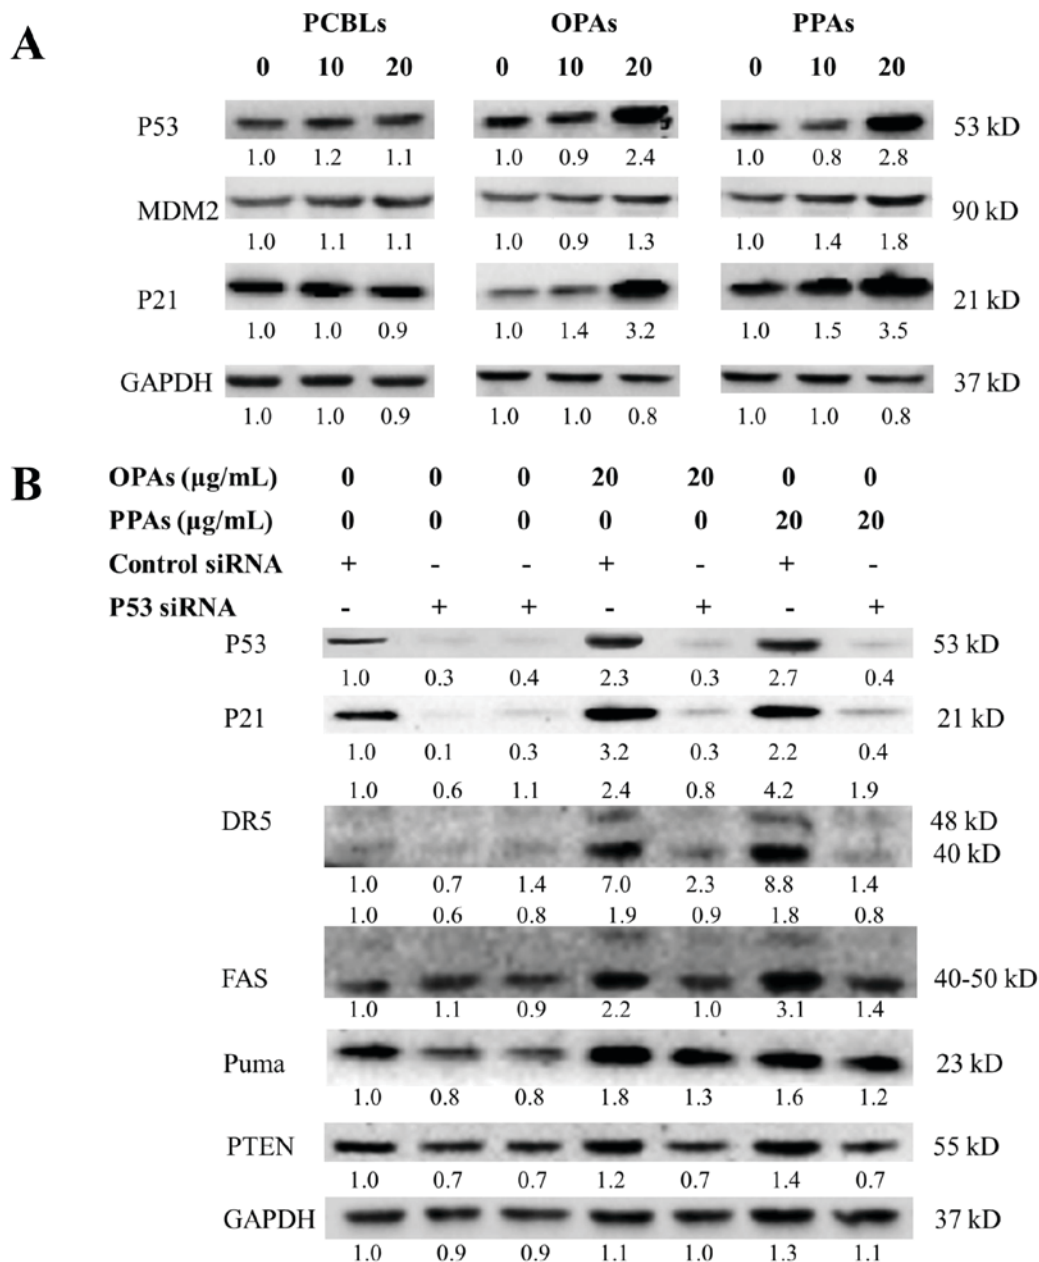 A
PCBLs OPAs PPAs
0 10 20 0 10 20 0 10 20
P53 53 kD
1.0 1.2 1.1 1.0 0.9 2.4 1.0 0.8 2.8
MDM2 90 kD
1.0 1.1 1.1 1.0 0.9 1.3 1.0 1.4 1.8
P21 21 kD
1.0 1.0 0.9 1.0 1.4 3.2 1.0 1.5 3.5
GAPDH 37 kD
1.0 1.0 0.9 1.0 1.0 0.8 1.0 1.0 0.8
B
OPAs (μg/mL) 0 0 0 20 20 0 0
PPAs (μg/mL) 0 0 0 0 0 20 20
Control siRNA + - - + - + -
P53 siRNA - + + - + - +
P53 53 kD
1.0 0.3 0.4 2.3 0.3 2.7 0.4
P21 21 kD
1.0 0.1 0.3 3.2 0.3 2.2 0.4
1.0 0.6 1.1 2.4 0.8 4.2 1.9
DR5 48 kD
40 kD
1.0 0.7 1.4 7.0 2.3 8.8 1.4
1.0 0.6 0.8 1.9 0.9 1.8 0.8
FAS 40-50 kD
1.0 1.1 0.9 2.2 1.0 3.1 1.4
Puma 23 kD
1.0 0.8 0.8 1.8 1.3 1.6 1.2
PTEN 55 kD
1.0 0.7 0.7 1.2 0.7 1.4 0.7
GAPDH 37 kD
1.0 0.9 0.9 1.1 1.0 1.3 1.1